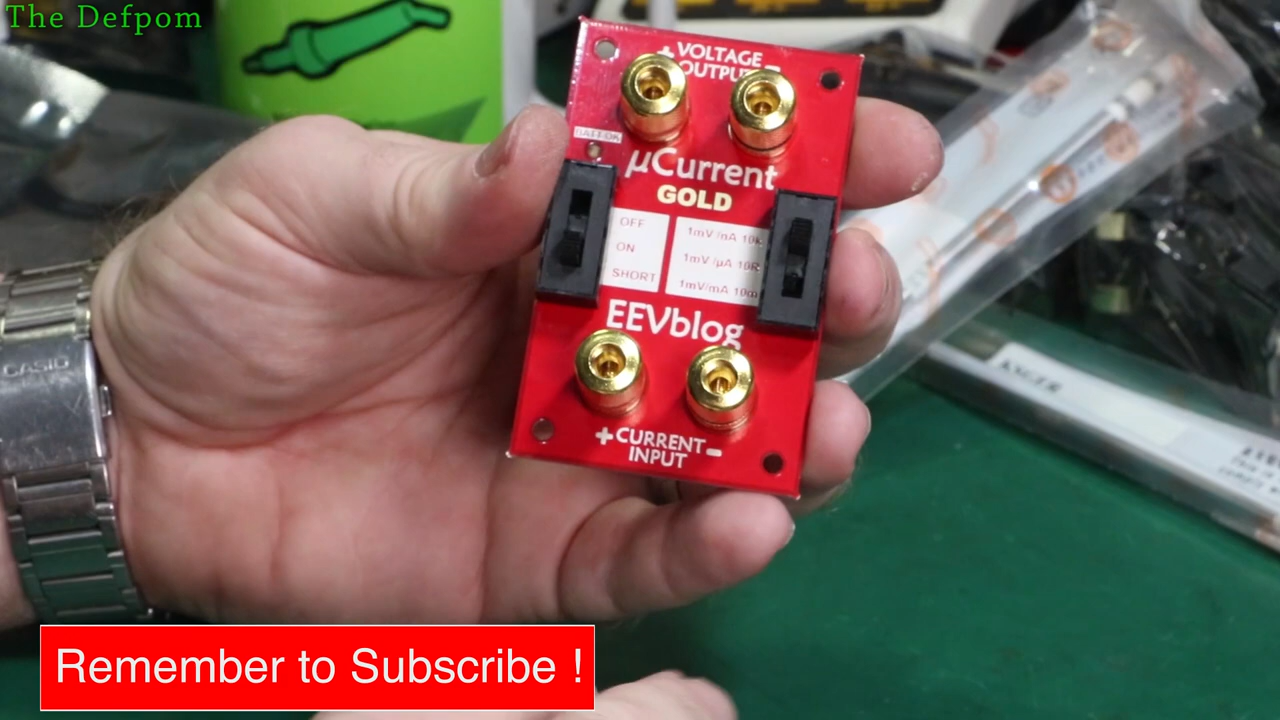 The Defpom
+ VOLTAGE -
OUTPUT
BATT OK
µCurrent
GOLD
OFF
ON
SHORT
1mV/nA 10k
1mV/µA 10R
1mV/mA 10m
EEVblog
+ CURRENT -
INPUT
CASIO
Remember to Subscribe !